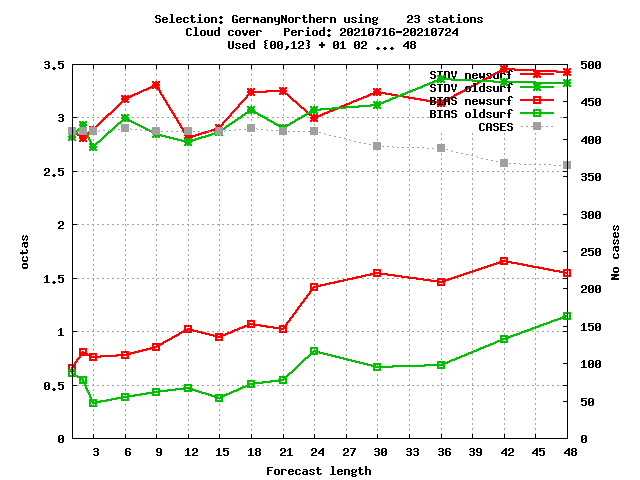 Selection: GermanyNorthern using    23 stations
Cloud cover   Period: 20210716-20210724
Used {00,12} + 01 02 ... 48
STDV newsurf
STDV oldsurf
BIAS newsurf
BIAS oldsurf
CASES
3.5
3
2.5
2
1.5
1
0.5
0
octas
500
450
400
350
300
250
200
150
100
50
0
No cases
3 6 9 12 15 18 21 24 27 30 33 36 39 42 45 48
Forecast length